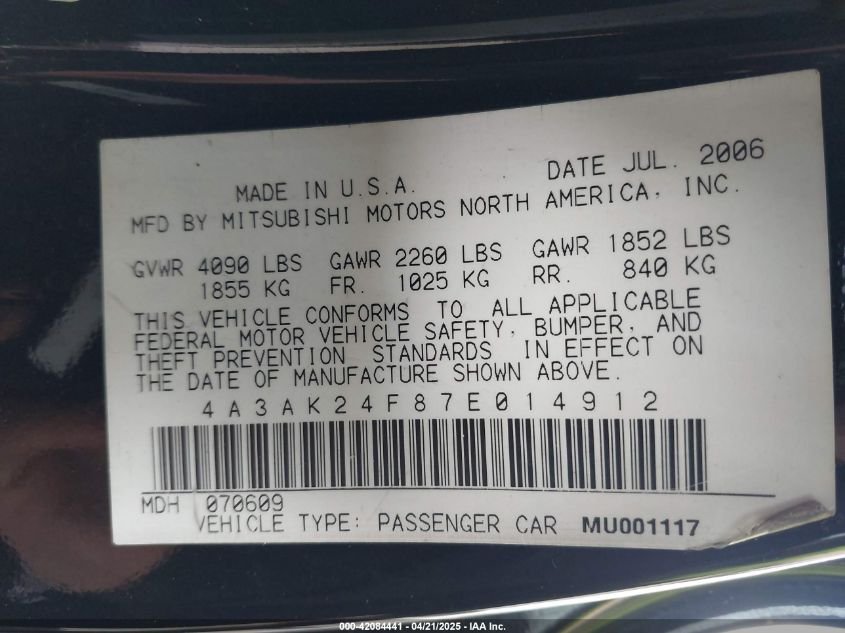 DATE JUL. 2006
MADE IN U.S.A.
MFD BY MITSUBISHI MOTORS NORTH AMERICA, INC.
GVWR 4090 LBS GAWR 2260 LBS GAWR 1852 LBS
1855 KG FR. 1025 KG RR. 840 KG
THIS VEHICLE CONFORMS TO ALL APPLICABLE
FEDERAL MOTOR VEHICLE SAFETY, BUMPER, AND
THEFT PREVENTION STANDARDS IN EFFECT ON
THE DATE OF MANUFACTURE SHOWN ABOVE.
4A3AK24F87E014912
MDH 070609
VEHICLE TYPE: PASSENGER CAR MU001117
000-42084441 - 04/21/2025 - IAA Inc.